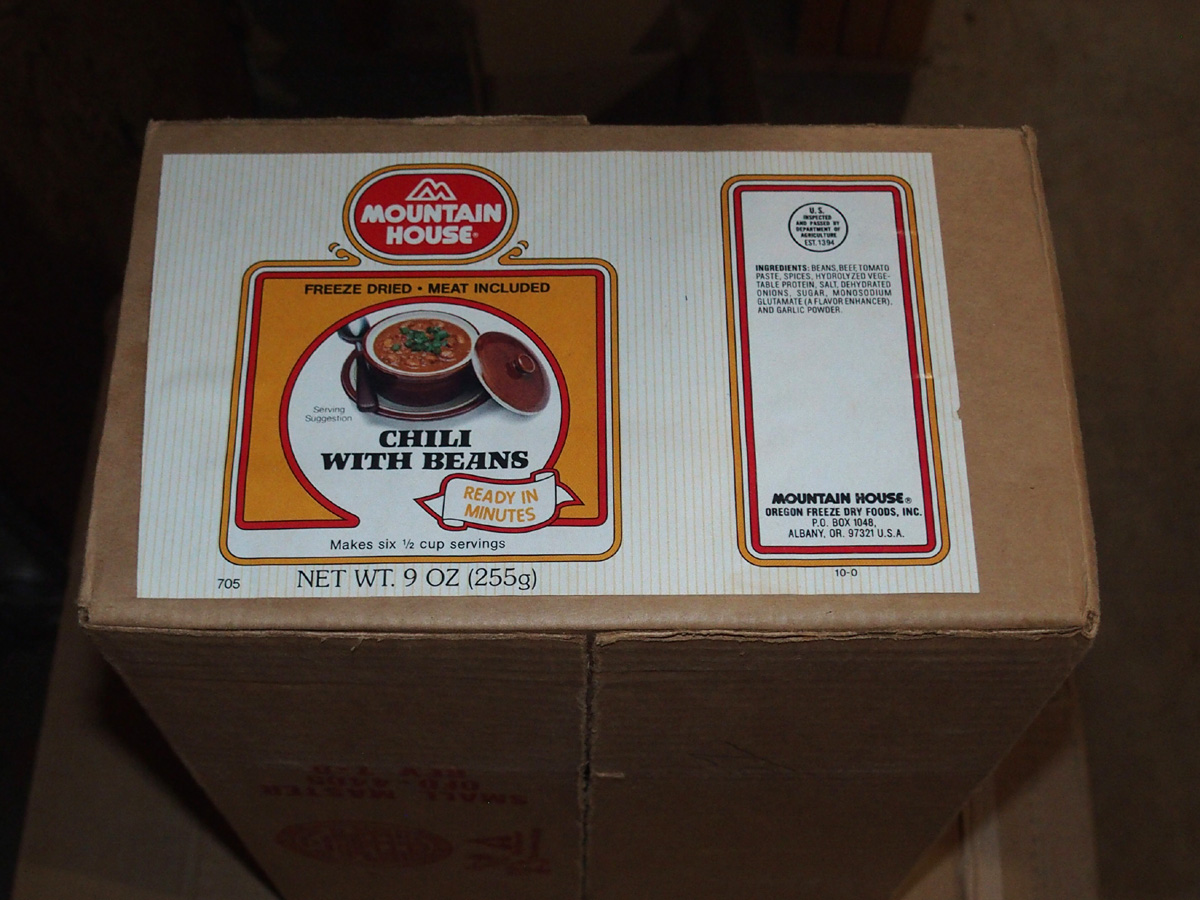 MOUNTAIN
HOUSE®
FREEZE DRIED • MEAT INCLUDED
Serving
Suggestion
CHILI
WITH BEANS
READY IN
MINUTES
Makes six ½ cup servings
705
NET WT. 9 OZ (255g)
U.S.
INSPECTED
AND PASSED BY
DEPARTMENT OF
AGRICULTURE
EST. 1394
INGREDIENTS: BEANS, BEEF, TOMATO
PASTE, SPICES, HYDROLYZED VEGE-
TABLE PROTEIN, SALT, DEHYDRATED
ONIONS, SUGAR, MONOSODIUM
GLUTAMATE (A FLAVOR ENHANCER),
AND GARLIC POWDER.
MOUNTAIN HOUSE®
OREGON FREEZE DRY FOODS, INC.
P.O. BOX 1048,
ALBANY, OR. 97321 U.S.A.
10-0
SMALL MASTER